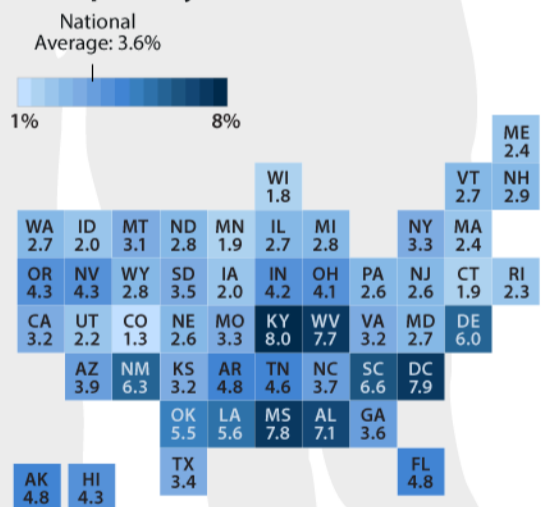 National
Average: 3.6%
1% 8%
ME
2.4
WI VT NH
1.8 2.7 2.9
WA ID MT ND MN IL MI NY MA
2.7 2.0 3.1 2.8 1.9 2.7 2.8 3.3 2.4
OR NV WY SD IA IN OH PA NJ CT RI
4.3 4.3 2.8 3.5 2.0 4.2 4.1 2.6 2.6 1.9 2.3
CA UT CO NE MO KY WV VA MD DE
3.2 2.2 1.3 2.6 3.3 8.0 7.7 3.2 2.7 6.0
AZ NM KS AR TN NC SC DC
3.9 6.3 3.2 4.8 4.6 3.7 6.6 7.9
OK LA MS AL GA
5.5 5.6 7.8 7.1 3.6
TX FL
3.4 4.8
AK HI
4.8 4.3